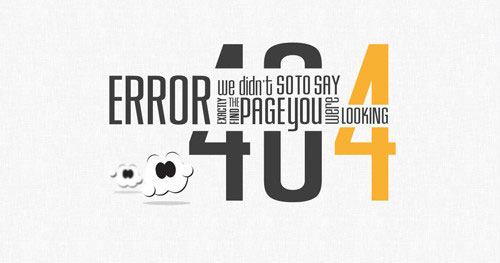 404
ERROR
we didn't SO TO SAY
EXACTLY
FIND THE
PAGE you
were
LOOKING